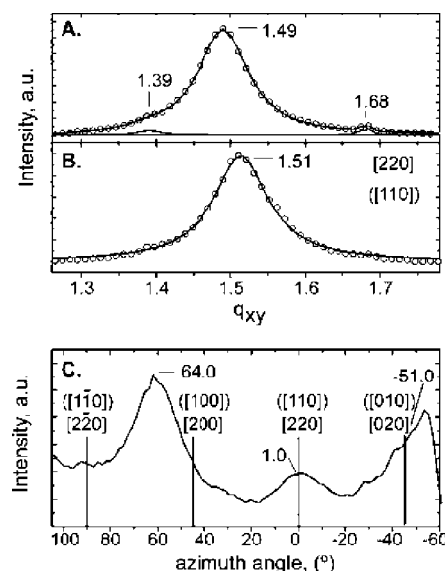 A.
1.49
1.39
1.68
Intensity, a.u.
B.
1.51
[220]
([110])
1.3 1.4 1.5 1.6 1.7
qxy
C.
64.0
-51.0
([11̄0]) ([100]) ([110]) ([010])
[22̄0] [200] [220] [020]
1.0
Intensity, a.u.
100 80 60 40 20 0 -20 -40 -60
azimuth angle, (°)